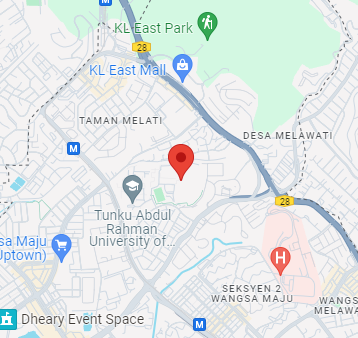 KL East Park
28
KL East Mall
TAMAN MELATI
DESA MELAWATI
M
Tunku Abdul
Rahman
University of...
28
sa Maju
Uptown)
H
SEKSYEN 2
WANGSA MAJU
WANGS
MELAW
Dheary Event Space
M